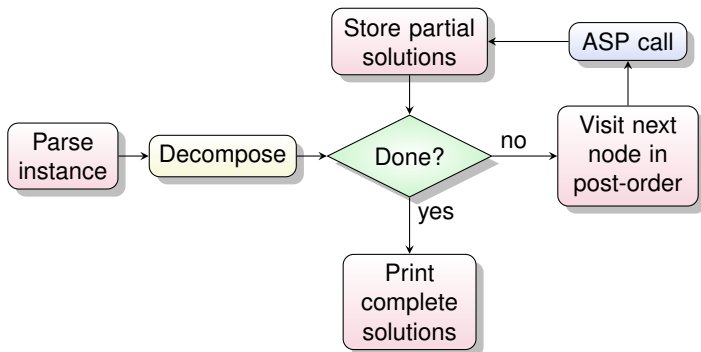 Store partial
solutions
ASP call
Parse
instance
Decompose
Done?
no
Visit next
node in
post-order
yes
Print
complete
solutions